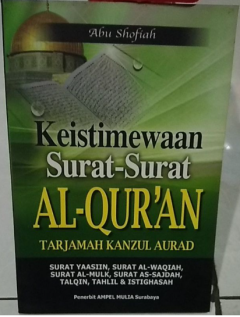 Abu Shofiah
Keistimewaan
Surat-Surat
AL-QUR'AN
TARJAMAH KANZUL AURAD
SURAT YAASIIN, SURAT AL-WAQIAH,
SURAT AL-MULK, SURAT AS-SAJDAH,
TALQIN, TAHLIL & ISTIGHASAH
Penerbit AMPEL MULIA Surabaya